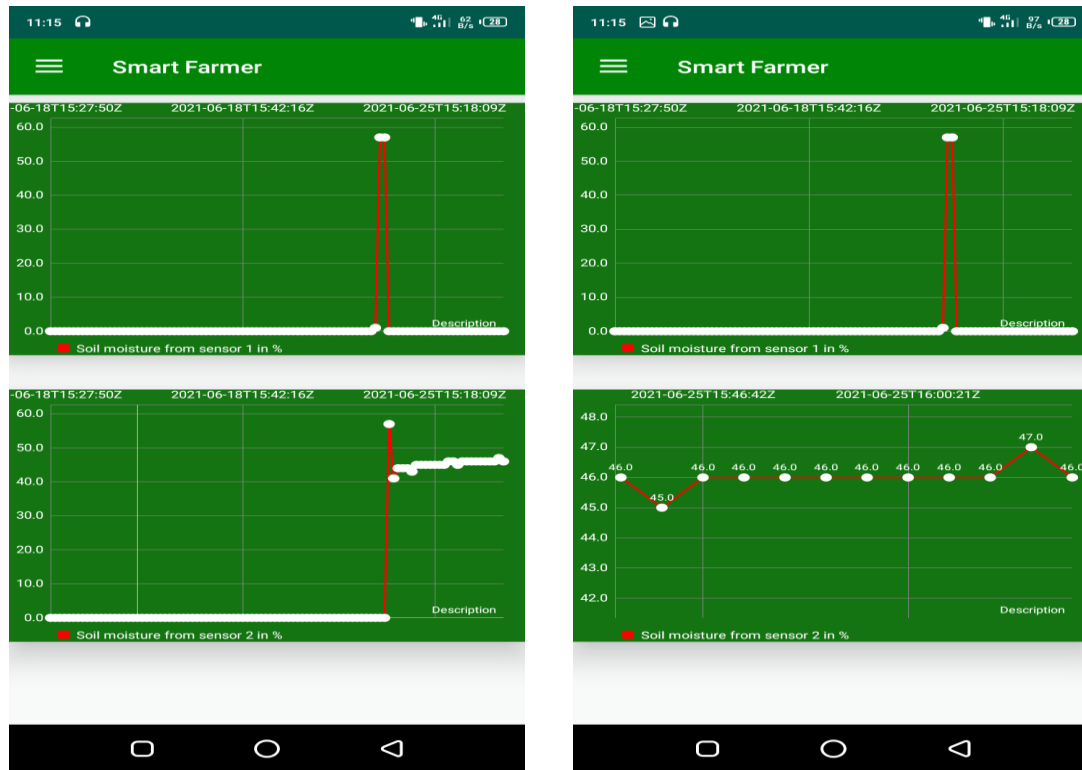 11:15 4G 62 B/s 28
Smart Farmer
-06-18T15:27:50Z 2021-06-18T15:42:16Z 2021-06-25T15:18:09Z
60.0
50.0
40.0
30.0
20.0
10.0
0.0
Description
Soil moisture from sensor 1 in %
-06-18T15:27:50Z 2021-06-18T15:42:16Z 2021-06-25T15:18:09Z
60.0
50.0
40.0
30.0
20.0
10.0
0.0
Description
Soil moisture from sensor 2 in %
11:15 4G 97 B/s 28
Smart Farmer
-06-18T15:27:50Z 2021-06-18T15:42:16Z 2021-06-25T15:18:09Z
60.0
50.0
40.0
30.0
20.0
10.0
0.0
Description
Soil moisture from sensor 1 in %
2021-06-25T15:46:42Z 2021-06-25T16:00:21Z
48.0
47.0 47.0
46.0 46.0 46.0 46.0 46.0 46.0 46.0 46.0 46.0 46.0 46.0
45.0 45.0
44.0
43.0
42.0
Description
Soil moisture from sensor 2 in %